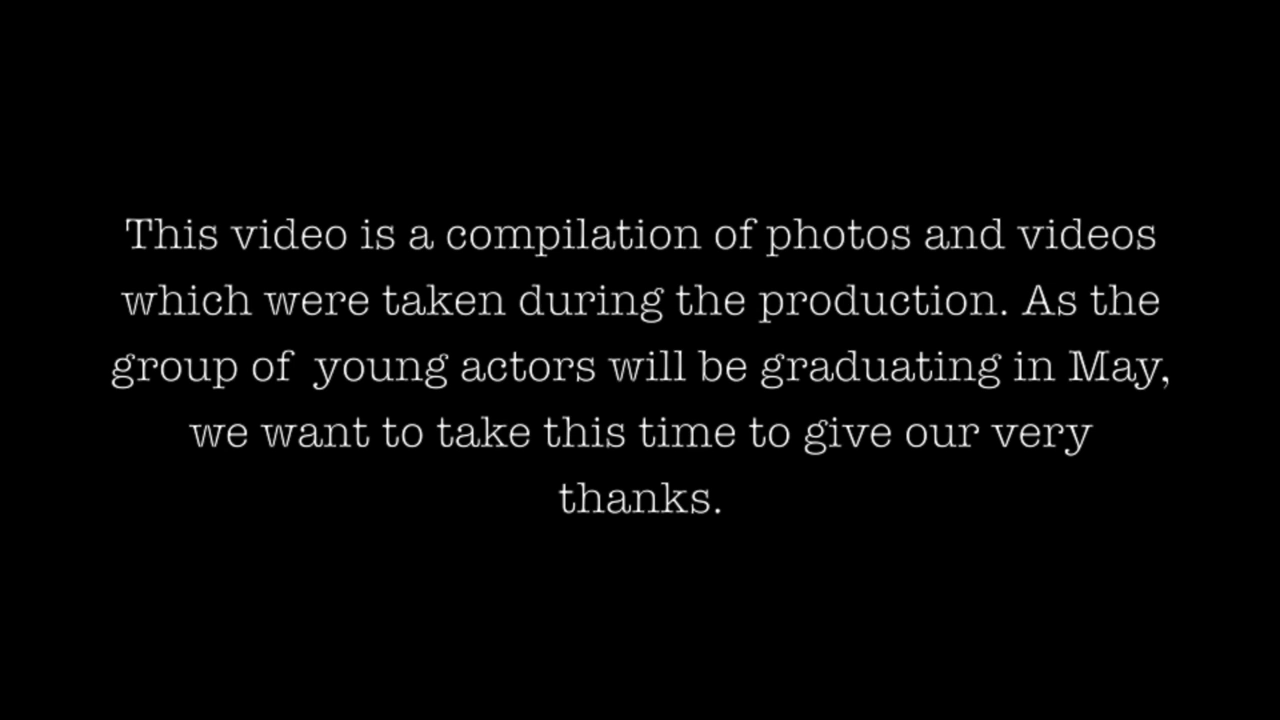 This video is a compilation of photos and videos
which were taken during the production. As the
group of  young actors will be graduating in May,
we want to take this time to give our very
thanks.